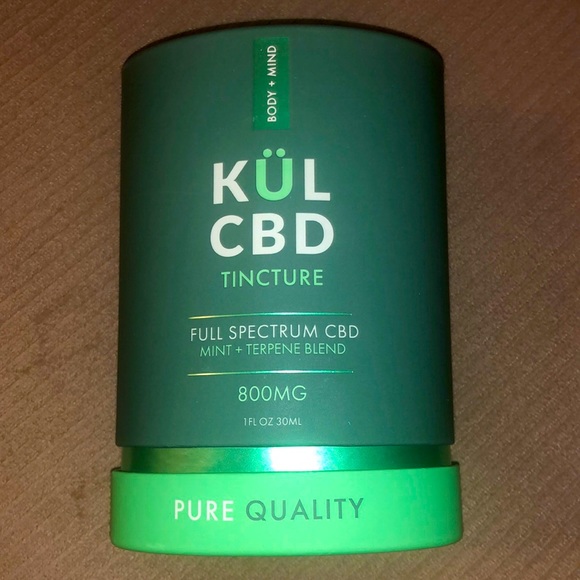 BODY + MIND
KÜL
CBD
TINCTURE
FULL SPECTRUM CBD
MINT + TERPENE BLEND
800MG
1FL OZ 30ML
PURE QUALITY